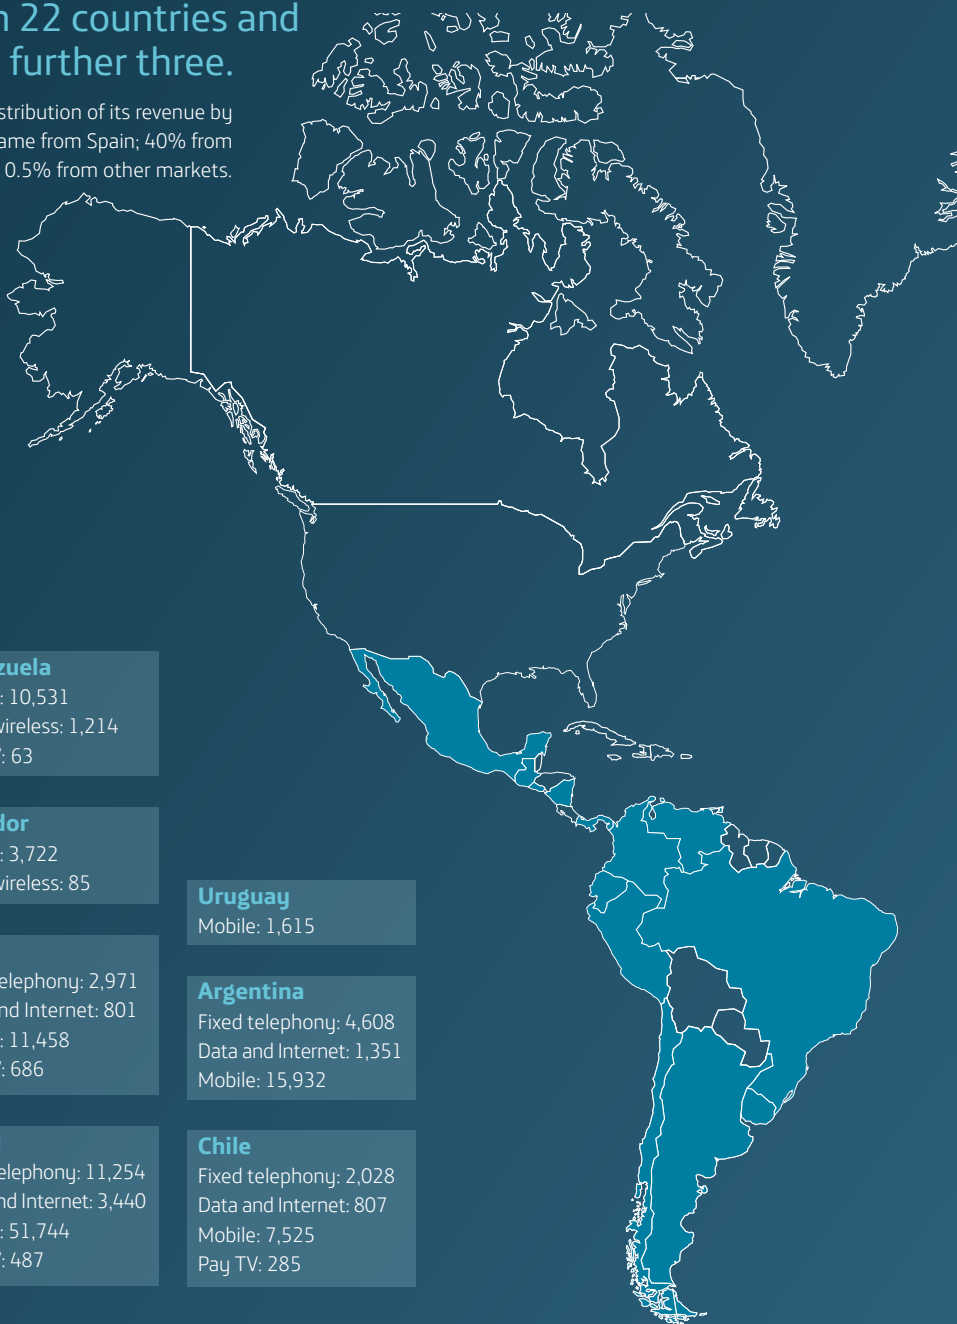 22 countries and
further three.
distribution of its revenue by
came from Spain; 40% from
0.5% from other markets.
zuela
: 10,531
wireless: 1,214
: 63
dor
: 3,722
wireless: 85
elephony: 2,971
nd Internet: 801
: 11,458
: 686
elephony: 11,254
nd Internet: 3,440
: 51,744
: 487
Uruguay
Mobile: 1,615
Argentina
Fixed telephony: 4,608
Data and Internet: 1,351
Mobile: 15,932
Chile
Fixed telephony: 2,028
Data and Internet: 807
Mobile: 7,525
Pay TV: 285